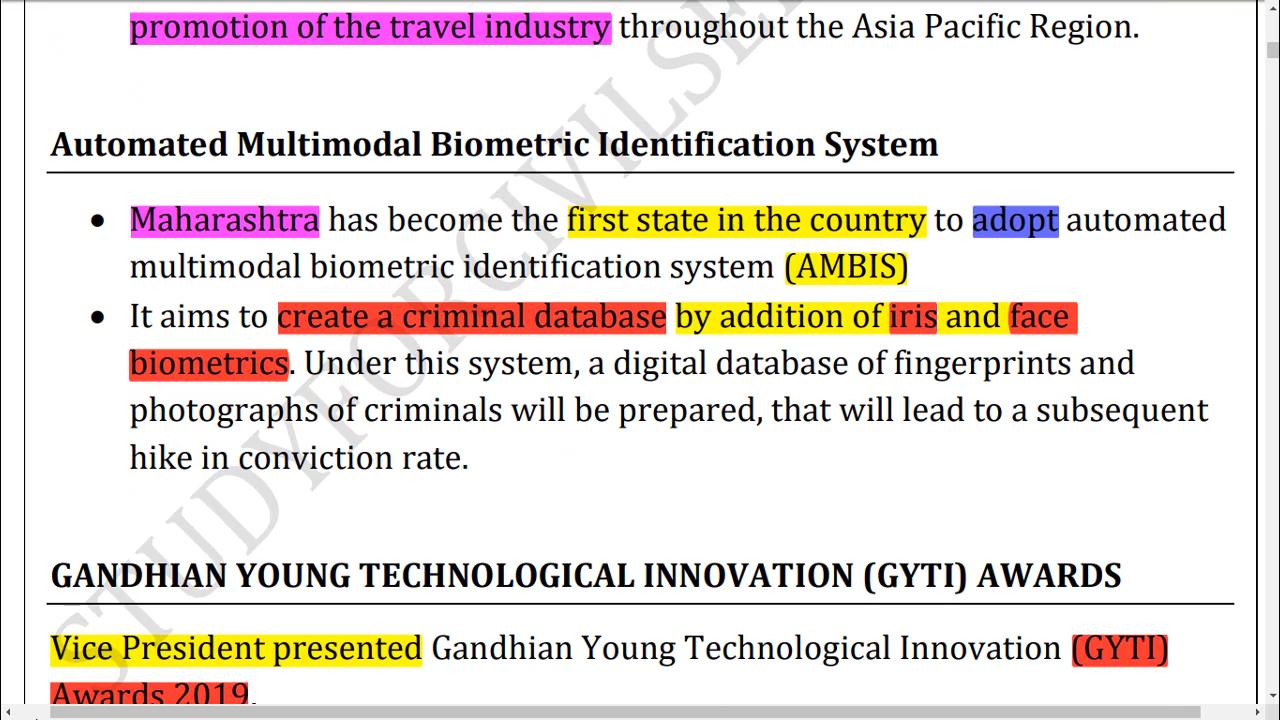 promotion of the travel industry throughout the Asia Pacific Region.
Automated Multimodal Biometric Identification System
• Maharashtra has become the first state in the country to adopt automated
multimodal biometric identification system (AMBIS)
• It aims to create a criminal database by addition of iris and face
biometrics. Under this system, a digital database of fingerprints and
photographs of criminals will be prepared, that will lead to a subsequent
hike in conviction rate.
GANDHIAN YOUNG TECHNOLOGICAL INNOVATION (GYTI) AWARDS
Vice President presented Gandhian Young Technological Innovation (GYTI)
Awards 2019.
STUDYFORCIVILSE